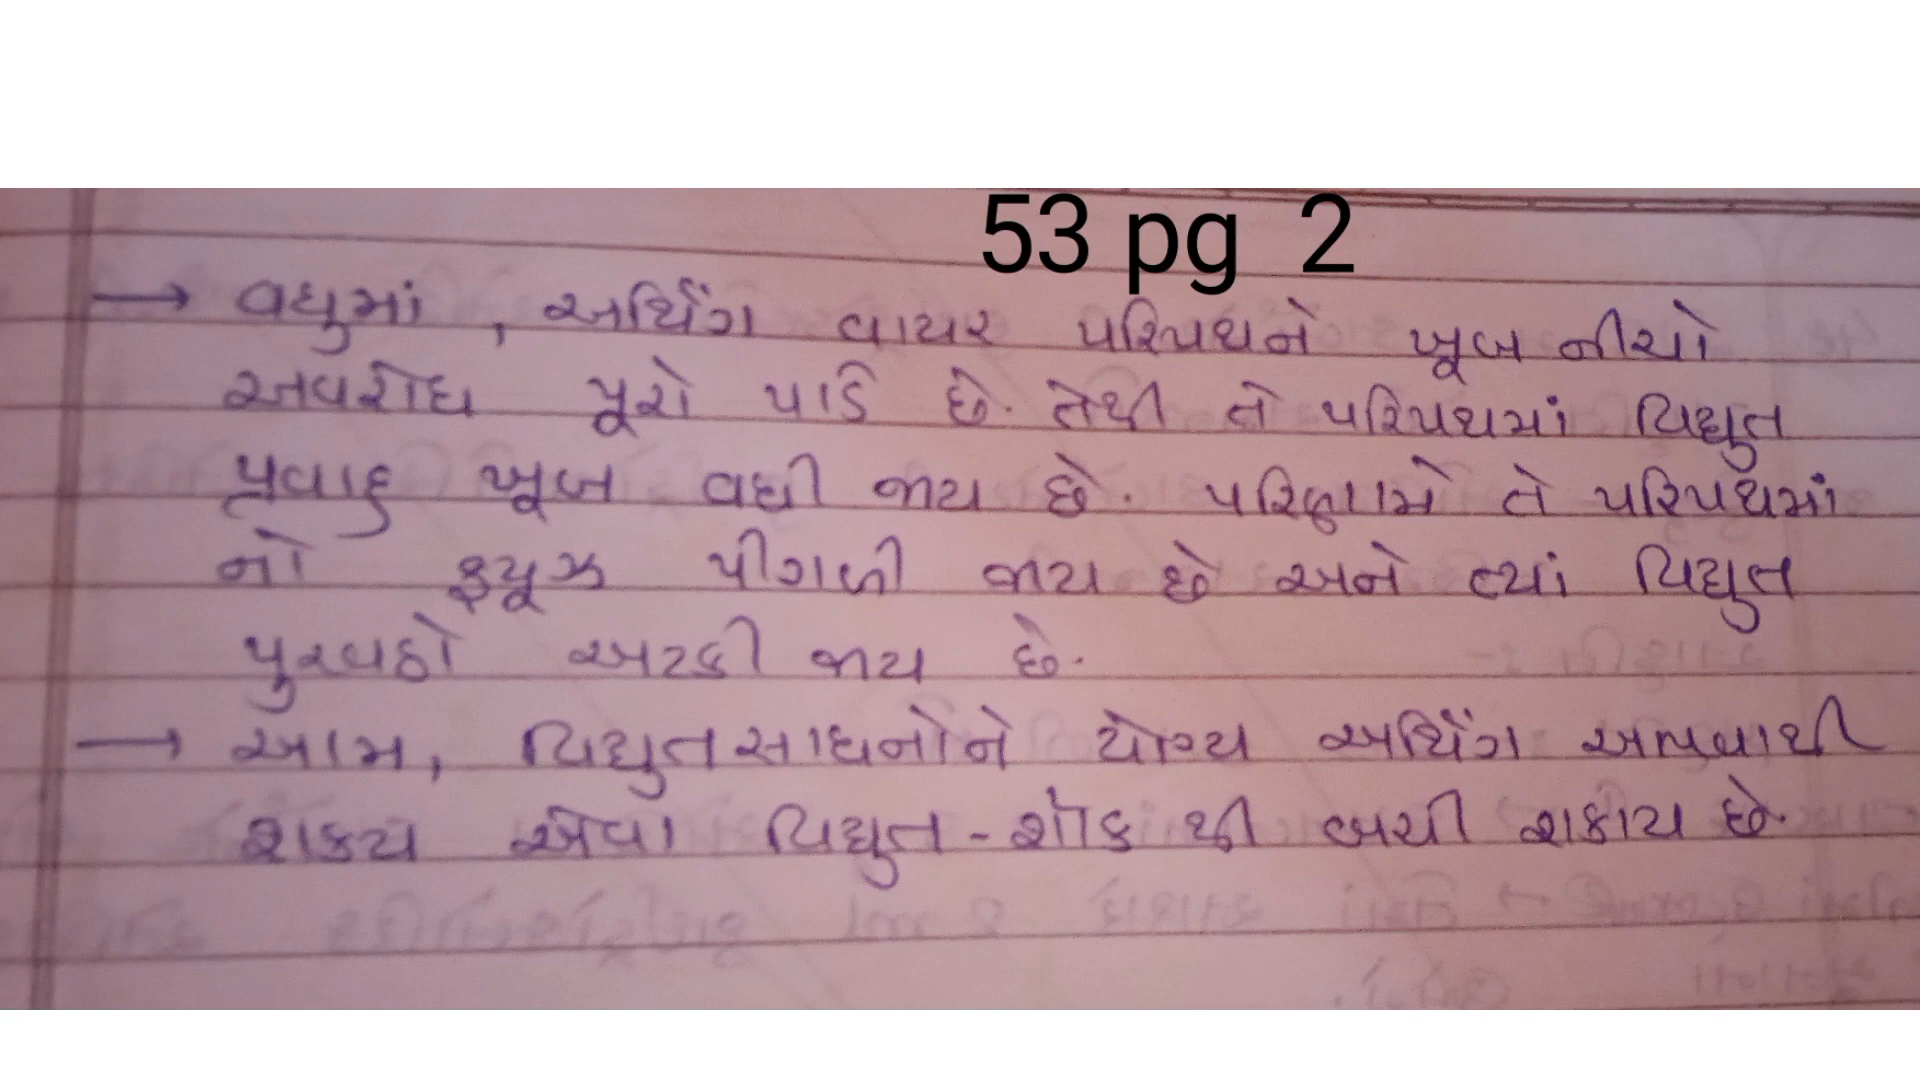 53 pg 2
→ વધુમાં , અર્થિંગ વાયર પરિપથને ખૂબ નીચો
અવરોધ પૂરો પાડે છે. તેથી તે પરિપથમાં વિદ્યુત
પ્રવાહ ખૂબ વધી જાય છે. પરિણામે તે પરિપથમાં
નો ફ્યૂઝ પીગળી જાય છે અને ત્યાં વિદ્યુત
પુરવઠો અટકી જાય છે.
→ આમ, વિદ્યુતસાધનોને યોગ્ય અર્થિંગ આપવાથી
શક્ય એવા વિદ્યુત - શૉક થી બચી શકાય છે.